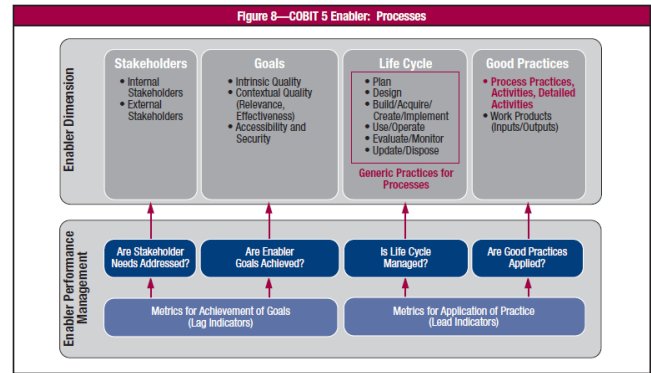 Figure 8—COBIT 5 Enabler: Processes
Enabler Dimension
Stakeholders
• Internal
Stakeholders
• External
Stakeholders
Goals
• Intrinsic Quality
• Contextual Quality
(Relevance,
Effectiveness)
• Accessibility and
Security
Life Cycle
• Plan
• Design
• Build/Acquire/
Create/Implement
• Use/Operate
• Evaluate/Monitor
• Update/Dispose
Generic Practices for
Processes
Good Practices
• Process Practices,
Activities, Detailed
Activities
• Work Products
(Inputs/Outputs)
Enabler Performance
Management
Are Stakeholder
Needs Addressed?
Are Enabler
Goals Achieved?
Is Life Cycle
Managed?
Are Good Practices
Applied?
Metrics for Achievement of Goals
(Lag Indicators)
Metrics for Application of Practice
(Lead Indicators)